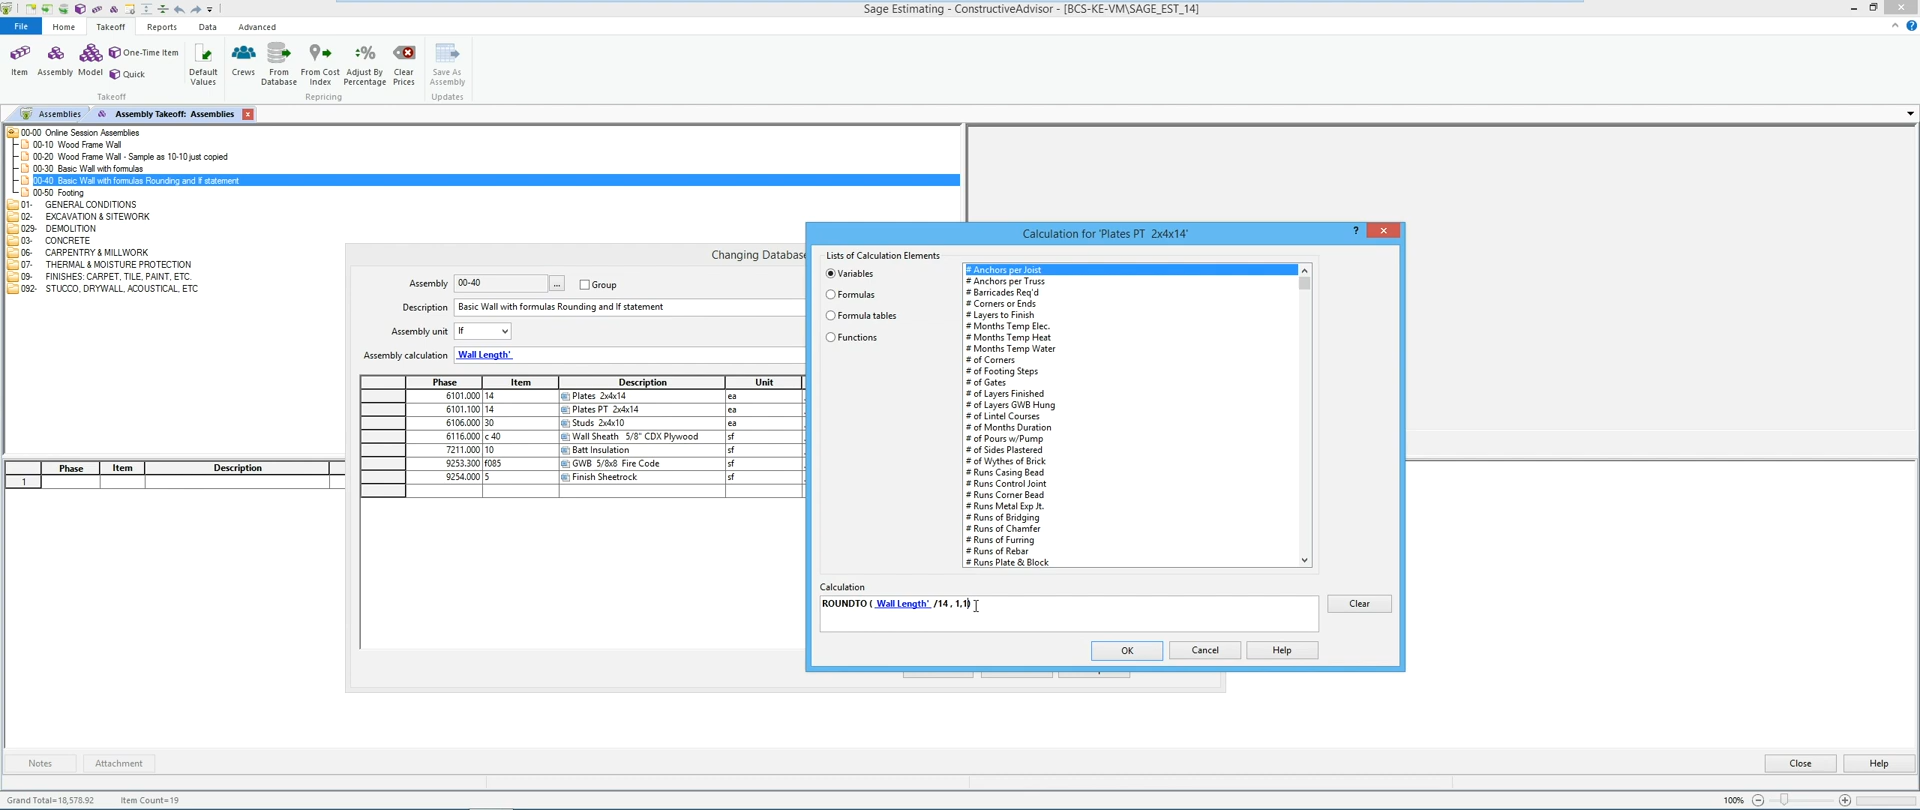 Sage Estimating - ConstructiveAdvisor - [BCS-KE-VM\SAGE_EST_14]
File Home Takeoff Reports Data Advanced
Item Assembly Model One-Time Item Quick Default Values Crews From Database From Cost Index Adjust By Percentage Clear Prices Save As Assembly
Takeoff Repricing Updates
Assemblies Assembly Takeoff: Assemblies x
00-00 Online Session Assemblies
00-10 Wood Frame Wall
00-20 Wood Frame Wall - Sample as 10-10 just copied
00-30 Basic Wall with formulas
00-40 Basic Wall with formulas Rounding and If statement
00-50 Footing
01- GENERAL CONDITIONS
02- EXCAVATION & SITEWORK
029- DEMOLITION
03- CONCRETE
06- CARPENTRY & MILLWORK
07- THERMAL & MOISTURE PROTECTION
09- FINISHES: CARPET, TILE, PAINT, ETC.
092- STUCCO, DRYWALL, ACOUSTICAL, ETC
Phase Item Description
1
Changing Database
Assembly 00-40 ... Group
Description Basic Wall with formulas Rounding and If statement
Assembly unit lf
Assembly calculation Wall Length'
Phase Item Description Unit
6101.000 14 Plates 2x4x14 ea
6101.100 14 Plates PT 2x4x14 ea
6106.000 30 Studs 2x4x10 ea
6116.000 c 40 Wall Sheath 5/8" CDX Plywood sf
7211.000 10 Batt Insulation sf
9253.300 f085 GWB 5/8x8 Fire Code sf
9254.000 5 Finish Sheetrock sf
Calculation for 'Plates PT 2x4x14' ? x
Lists of Calculation Elements
Variables
Formulas
Formula tables
Functions
# Anchors per Joist
# Anchors per Truss
# Barricades Req'd
# Corners or Ends
# Layers to Finish
# Months Temp Elec.
# Months Temp Heat
# Months Temp Water
# of Corners
# of Footing Steps
# of Gates
# of Layers Finished
# of Layers GWB Hung
# of Lintel Courses
# of Months Duration
# of Pours w/Pump
# of Sides Plastered
# of Wythes of Brick
# Runs Casing Bead
# Runs Control Joint
# Runs Corner Bead
# Runs Metal Exp Jt.
# Runs of Bridging
# Runs of Chamfer
# Runs of Furring
# Runs of Rebar
# Runs Plate & Block
Calculation
ROUNDTO ( Wall Length' /14 , 1,1)
Clear
OK Cancel Help
Notes Attachment Close Help
Grand Total=18,578.92 Item Count=19 100%